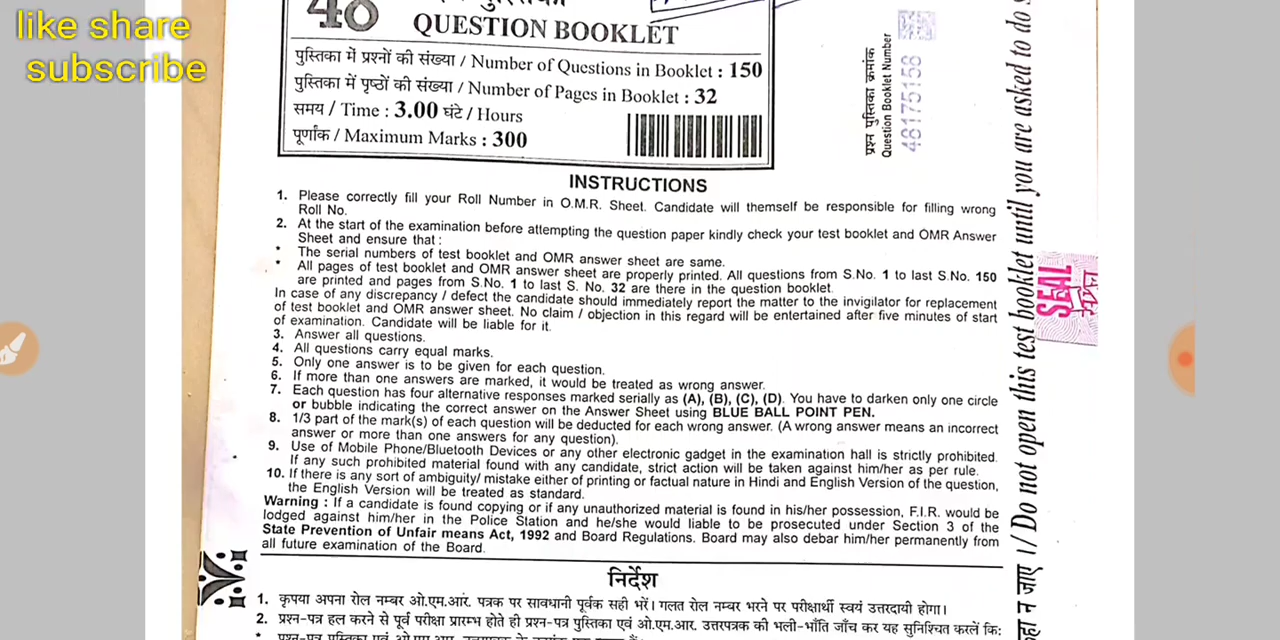 like share
subscribe
48
QUESTION BOOKLET
पुस्तिका में प्रश्नों की संख्या / Number of Questions in Booklet : 150
पुस्तिका में पृष्ठों की संख्या / Number of Pages in Booklet : 32
समय / Time : 3.00 घंटे / Hours
पूर्णांक / Maximum Marks : 300
प्रश्न पुस्तिका क्रमांक
Question Booklet Number
48175158
INSTRUCTIONS
1. Please correctly fill your Roll Number in O.M.R. Sheet. Candidate will themself be responsible for filling wrong
Roll No.
2. At the start of the examination before attempting the question paper kindly check your test booklet and OMR Answer
Sheet and ensure that :
* The serial numbers of test booklet and OMR answer sheet are same.
* All pages of test booklet and OMR answer sheet are properly printed. All questions from S.No. 1 to last S.No. 150
are printed and pages from S.No. 1 to last S. No. 32 are there in the question booklet.
In case of any discrepancy / defect the candidate should immediately report the matter to the invigilator for replacement
of test booklet and OMR answer sheet. No claim / objection in this regard will be entertained after five minutes of start
of examination. Candidate will be liable for it.
3. Answer all questions.
4. All questions carry equal marks.
5. Only one answer is to be given for each question.
6. If more than one answers are marked, it would be treated as wrong answer.
7. Each question has four alternative responses marked serially as (A), (B), (C), (D). You have to darken only one circle
or bubble indicating the correct answer on the Answer Sheet using BLUE BALL POINT PEN.
8. 1/3 part of the mark(s) of each question will be deducted for each wrong answer. (A wrong answer means an incorrect
answer or more than one answers for any question).
9. Use of Mobile Phone/Bluetooth Devices or any other electronic gadget in the examination hall is strictly prohibited.
If any such prohibited material found with any candidate, strict action will be taken against him/her as per rule.
10. If there is any sort of ambiguity/ mistake either of printing or factual nature in Hindi and English Version of the question,
the English Version will be treated as standard.
Warning : If a candidate is found copying or if any unauthorized material is found in his/her possession, F.I.R. would be
lodged against him/her in the Police Station and he/she would liable to be prosecuted under Section 3 of the
State Prevention of Unfair means Act, 1992 and Board Regulations. Board may also debar him/her permanently from
all future examination of the Board.
निर्देश
1. कृपया अपना रोल नम्बर ओ.एम.आर. पत्रक पर सावधानी पूर्वक सही भरें। गलत रोल नम्बर भरने पर परीक्षार्थी स्वयं उत्तरदायी होगा।
2. प्रश्न-पत्र हल करने से पूर्व परीक्षा प्रारम्भ होते ही प्रश्न-पत्र पुस्तिका एवं ओ.एम.आर. उत्तरपत्रक की भली-भाँति जाँच कर यह सुनिश्चित करलें कि:
न जाए ।/Do not open this test booklet until you are asked to do
SEAL